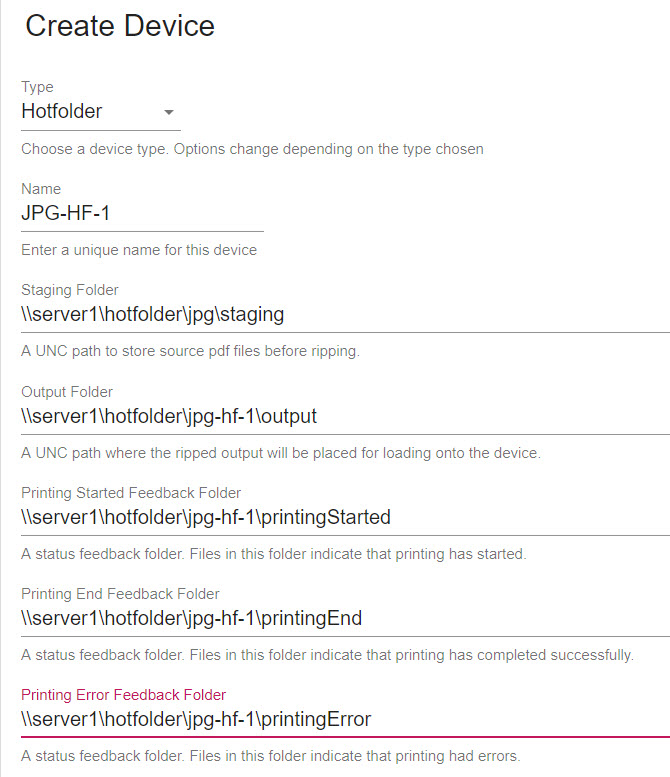 Create Device
Type
Hotfolder
Choose a device type. Options change depending on the type chosen
Name
JPG-HF-1
Enter a unique name for this device
Staging Folder
\\server1\hotfolder\jpg\staging
A UNC path to store source pdf files before ripping.
Output Folder
\\server1\hotfolder\jpg-hf-1\output
A UNC path where the ripped output will be placed for loading onto the device.
Printing Started Feedback Folder
\\server1\hotfolder\jpg-hf-1\printingStarted
A status feedback folder. Files in this folder indicate that printing has started.
Printing End Feedback Folder
\\server1\hotfolder\jpg-hf-1\printingEnd
A status feedback folder. Files in this folder indicate that printing has completed successfully.
Printing Error Feedback Folder
\\server1\hotfolder\jpg-hf-1\printingError
A status feedback folder. Files in this folder indicate that printing had errors.